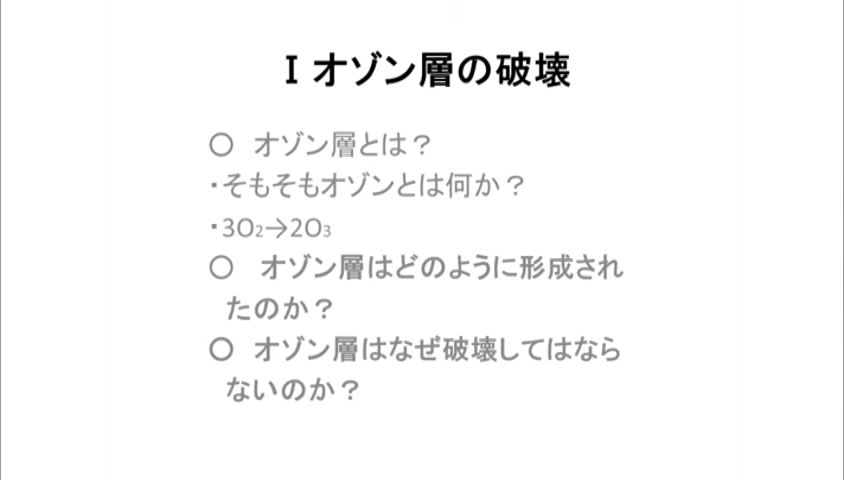 I オゾン層の破壊
○ オゾン層とは？
・そもそもオゾンとは何か？
・3O₂→2O₃
○ オゾン層はどのように形成され
たのか？
○ オゾン層はなぜ破壊してはなら
ないのか？